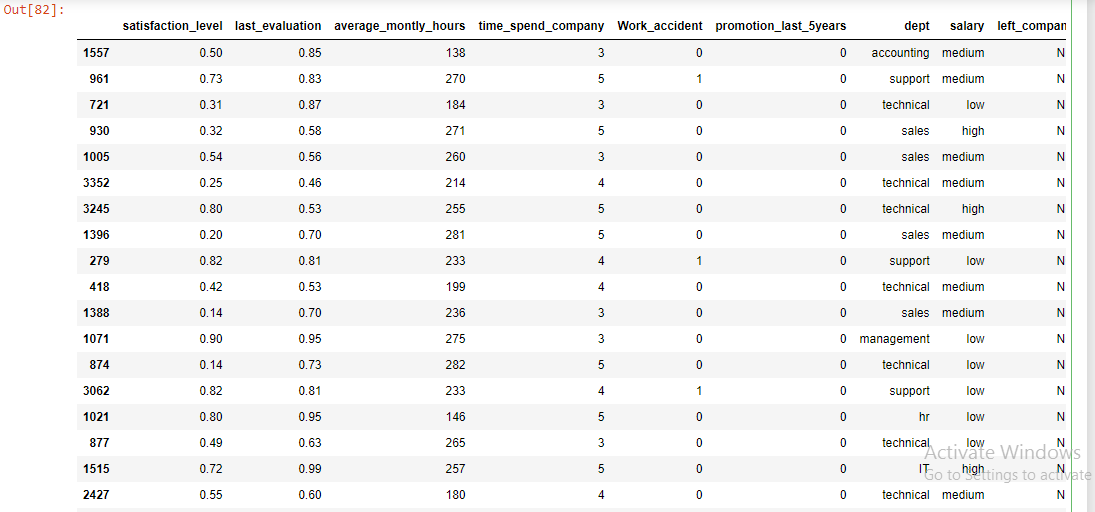 Out[82]:
satisfaction_level last_evaluation average_montly_hours time_spend_company Work_accident promotion_last_5years dept salary left_compan
1557 0.50 0.85 138 3 0 0 accounting medium N
961 0.73 0.83 270 5 1 0 support medium N
721 0.31 0.87 184 3 0 0 technical low N
930 0.32 0.58 271 5 0 0 sales high N
1005 0.54 0.56 260 3 0 0 sales medium N
3352 0.25 0.46 214 4 0 0 technical medium N
3245 0.80 0.53 255 5 0 0 technical high N
1396 0.20 0.70 281 5 0 0 sales medium N
279 0.82 0.81 233 4 1 0 support low N
418 0.42 0.53 199 4 0 0 technical medium N
1388 0.14 0.70 236 3 0 0 sales medium N
1071 0.90 0.95 275 3 0 0 management low N
874 0.14 0.73 282 5 0 0 technical low N
3062 0.82 0.81 233 4 1 0 support low N
1021 0.80 0.95 146 5 0 0 hr low N
877 0.49 0.63 265 3 0 0 technical low N
Activate Windows
1515 0.72 0.99 257 5 0 0 IT high N
Go to Settings to activate
2427 0.55 0.60 180 4 0 0 technical medium N